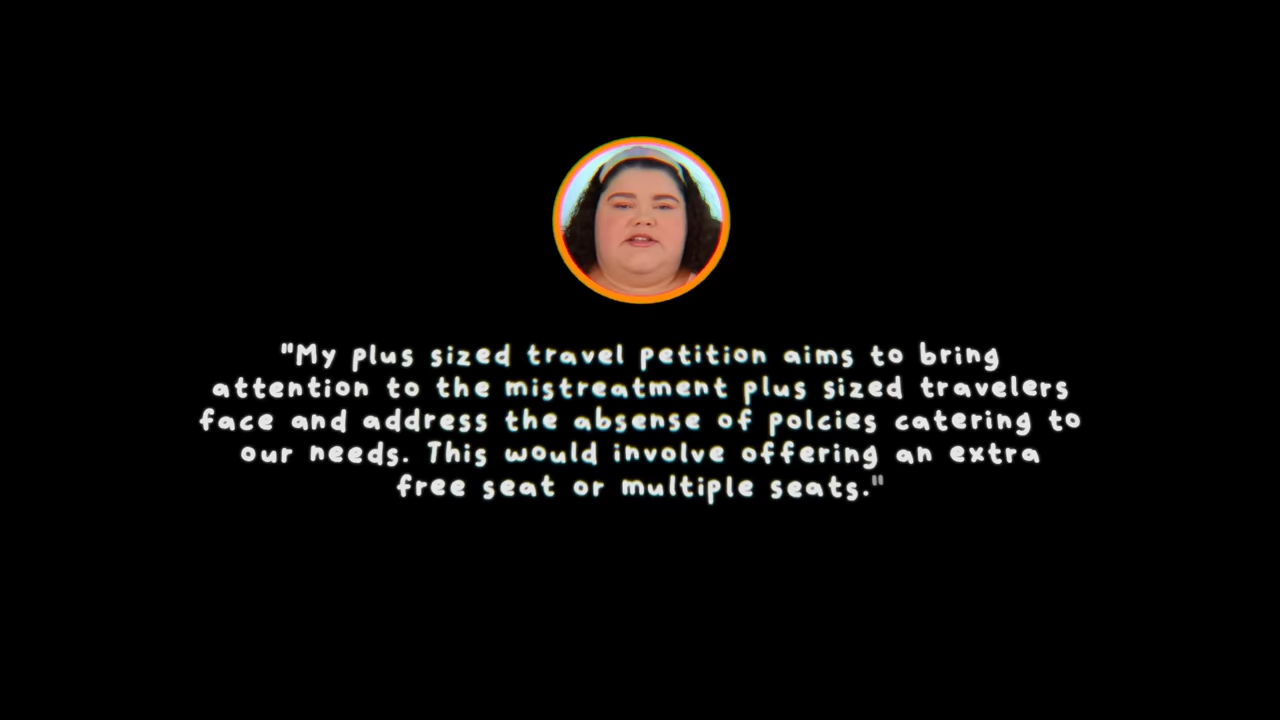 "My plus sized travel petition aims to bring
attention to the mistreatment plus sized travelers
face and address the absense of polcies catering to
our needs. This would involve offering an extra
free seat or multiple seats."